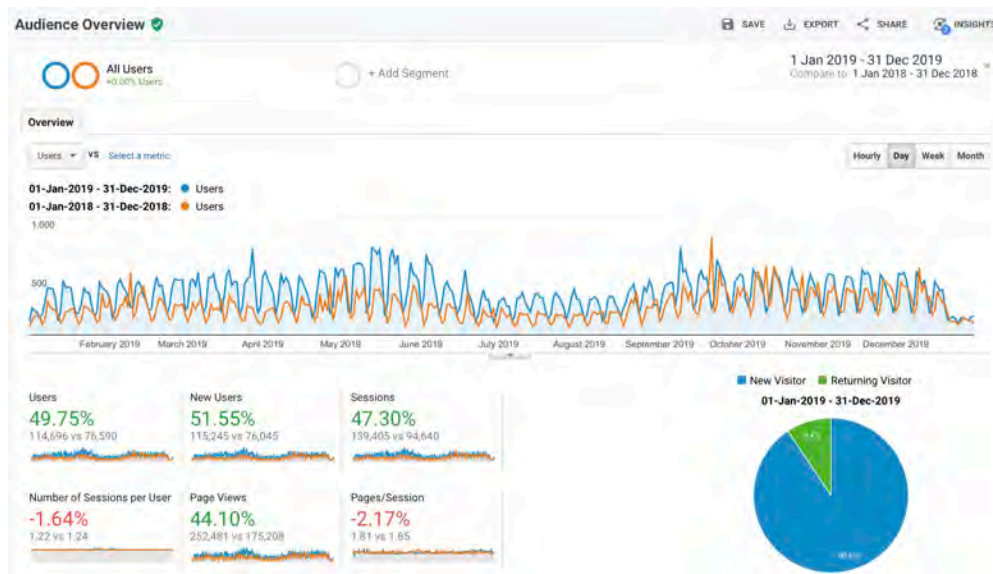 Audience Overview
SAVE EXPORT SHARE INSIGHTS
All Users
+0.00% Users
+ Add Segment
1 Jan 2019 - 31 Dec 2019
Compare to: 1 Jan 2018 - 31 Dec 2018
Overview
Users VS Select a metric
Hourly Day Week Month
01-Jan-2019 - 31-Dec-2019: Users
01-Jan-2018 - 31-Dec-2018: Users
1,000
500
February 2019 March 2019 April 2019 May 2019 June 2019 July 2019 August 2019 September 2019 October 2019 November 2019 December 2019
New Visitor Returning Visitor
01-Jan-2019 - 31-Dec-2019
Users
49.75%
114,696 vs 76,590
New Users
51.55%
115,245 vs 76,045
Sessions
47.30%
139,405 vs 94,640
Number of Sessions per User
-1.64%
1.22 vs 1.24
Page Views
44.10%
252,481 vs 175,208
Pages/Session
-2.17%
1.81 vs 1.85